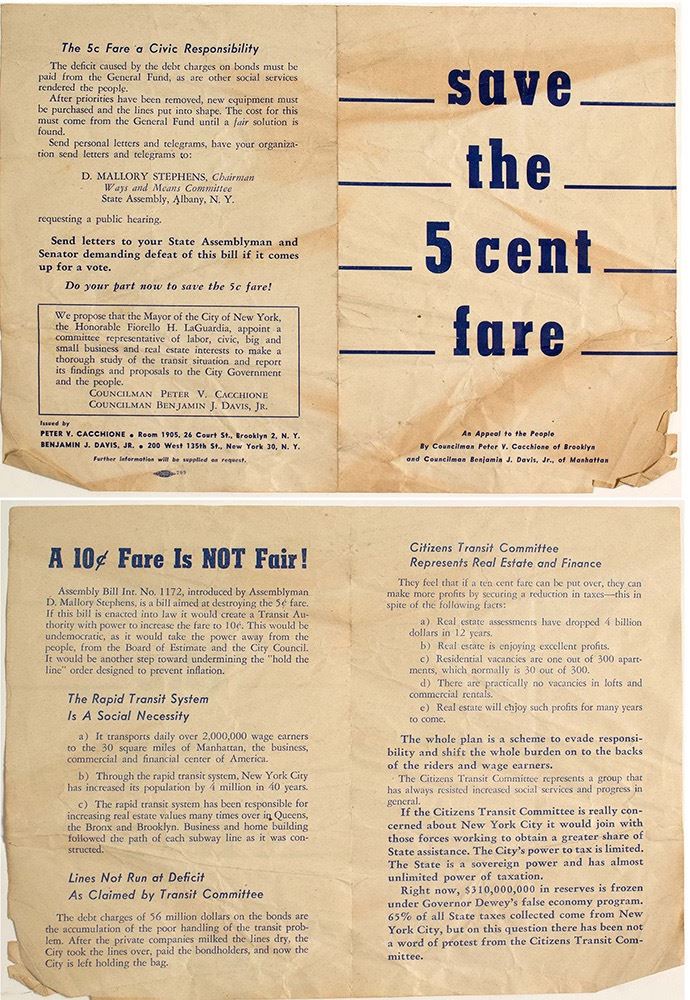 The 5c Fare a Civic Responsibility
The deficit caused by the debt charges on bonds must be
paid from the General Fund, as are other social services
rendered the people.
After priorities have been removed, new equipment must
be purchased and the lines put into shape. The cost for this
must come from the General Fund until a fair solution is
found.
Send personal letters and telegrams, have your organiza-
tion send letters and telegrams to:
D. MALLORY STEPHENS, Chairman
Ways and Means Committee
State Assembly, Albany, N. Y.
requesting a public hearing.
Send letters to your State Assemblyman and
Senator demanding defeat of this bill if it comes
up for a vote.
Do your part now to save the 5c fare!
We propose that the Mayor of the City of New York,
the Honorable Fiorello H. LaGuardia, appoint a
committee representative of labor, civic, big and
small business and real estate interests to make a
thorough study of the transit situation and report
its findings and proposals to the City Government
and the people.
COUNCILMAN PETER V. CACCHIONE
COUNCILMAN BENJAMIN J. DAVIS, JR.
Issued by
PETER V. CACCHIONE • Room 1905, 26 Court St., Brooklyn 2, N. Y.
BENJAMIN J. DAVIS, JR. • 200 West 135th St., New York 30, N. Y.
Further information will be supplied on request.
209
save
the
5 cent
fare
An Appeal to the People
By Councilman Peter V. Cacchione of Brooklyn
and Councilman Benjamin J. Davis, Jr., of Manhattan
A 10¢ Fare Is NOT Fair!
Assembly Bill Int. No. 1172, introduced by Assemblyman
D. Mallory Stephens, is a bill aimed at destroying the 5¢ fare.
If this bill is enacted into law it would create a Transit Au-
thority with power to increase the fare to 10¢. This would be
undemocratic, as it would take the power away from the
people, from the Board of Estimate and the City Council.
It would be another step toward undermining the "hold the
line" order designed to prevent inflation.
The Rapid Transit System
Is A Social Necessity
a) It transports daily over 2,000,000 wage earners
to the 30 square miles of Manhattan, the business,
commercial and financial center of America.
b) Through the rapid transit system, New York City
has increased its population by 4 million in 40 years.
c) The rapid transit system has been responsible for
increasing real estate values many times over in Queens,
the Bronx and Brooklyn. Business and home building
followed the path of each subway line as it was con-
structed.
Lines Not Run at Deficit
As Claimed by Transit Committee
The debt charges of 56 million dollars on the bonds are
the accumulation of the poor handling of the transit prob-
lem. After the private companies milked the lines dry, the
City took the lines over, paid the bondholders, and now the
City is left holding the bag.
Citizens Transit Committee
Represents Real Estate and Finance
They feel that if a ten cent fare can be put over, they can
make more profits by securing a reduction in taxes—this in
spite of the following facts:
a) Real estate assessments have dropped 4 billion
dollars in 12 years.
b) Real estate is enjoying excellent profits.
c) Residential vacancies are one out of 300 apart-
ments, which normally is 30 out of 300.
d) There are practically no vacancies in lofts and
commercial rentals.
e) Real estate will enjoy such profits for many years
to come.
The whole plan is a scheme to evade responsi-
bility and shift the whole burden on to the backs
of the riders and wage earners.
The Citizens Transit Committee represents a group that
has always resisted increased social services and progress in
general.
If the Citizens Transit Committee is really con-
cerned about New York City it would join with
those forces working to obtain a greater share of
State assistance. The City's power to tax is limited.
The State is a sovereign power and has almost
unlimited power of taxation.
Right now, $310,000,000 in reserves is frozen
under Governor Dewey's false economy program.
65% of all State taxes collected come from New
York City, but on this question there has been not
a word of protest from the Citizens Transit Com-
mittee.